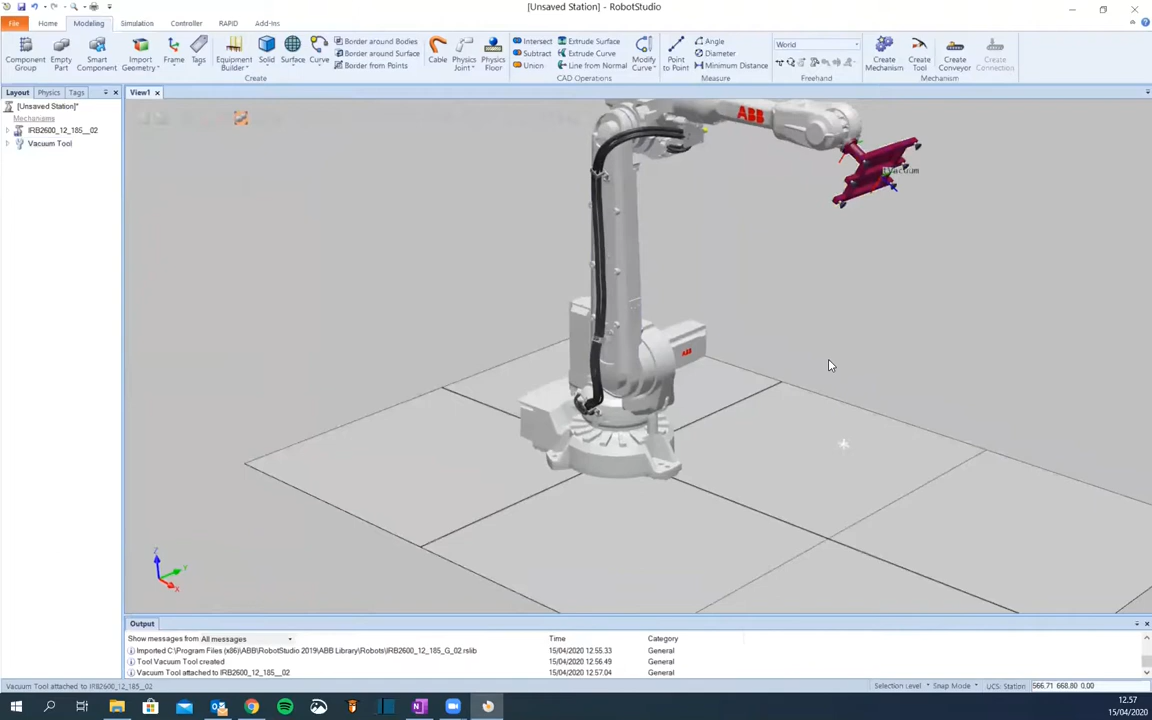 [Unsaved Station] - RobotStudio
File Home Modeling Simulation Controller RAPID Add-Ins
Component Group
Empty Part
Smart Component
Import Geometry
Frame
Tags
Equipment Builder
Solid
Surface
Curve
Border around Bodies
Border around Surface
Border from Points
Create
Cable
Physics Joint
Physics Floor
Intersect
Subtract
Union
Extrude Surface
Extrude Curve
Line from Normal
Modify Curve
CAD Operations
Point to Point
Angle
Diameter
Minimum Distance
Measure
World
Freehand
Create Mechanism
Create Tool
Create Conveyor
Create Connection
Mechanism
Layout Physics Tags
View1
[Unsaved Station]*
Mechanisms
IRB2600_12_185__02
Vacuum Tool
ABB
ABB
Z
Y
X
Output
Show messages from All messages Time Category
Imported C:\Program Files (x86)\ABB\RobotStudio 2019\ABB Library\Robots\IRB2600_12_185_G_02.rslib 15/04/2020 12.55.33 General
Tool Vacuum Tool created 15/04/2020 12.56.49 General
Vacuum Tool attached to IRB2600_12_185__02 15/04/2020 12.57.04 General
Vacuum Tool attached to IRB2600_12_185__02 Selection Level Snap Mode UCS: Station 566,71 668,80 0,00
12.57
15/04/2020